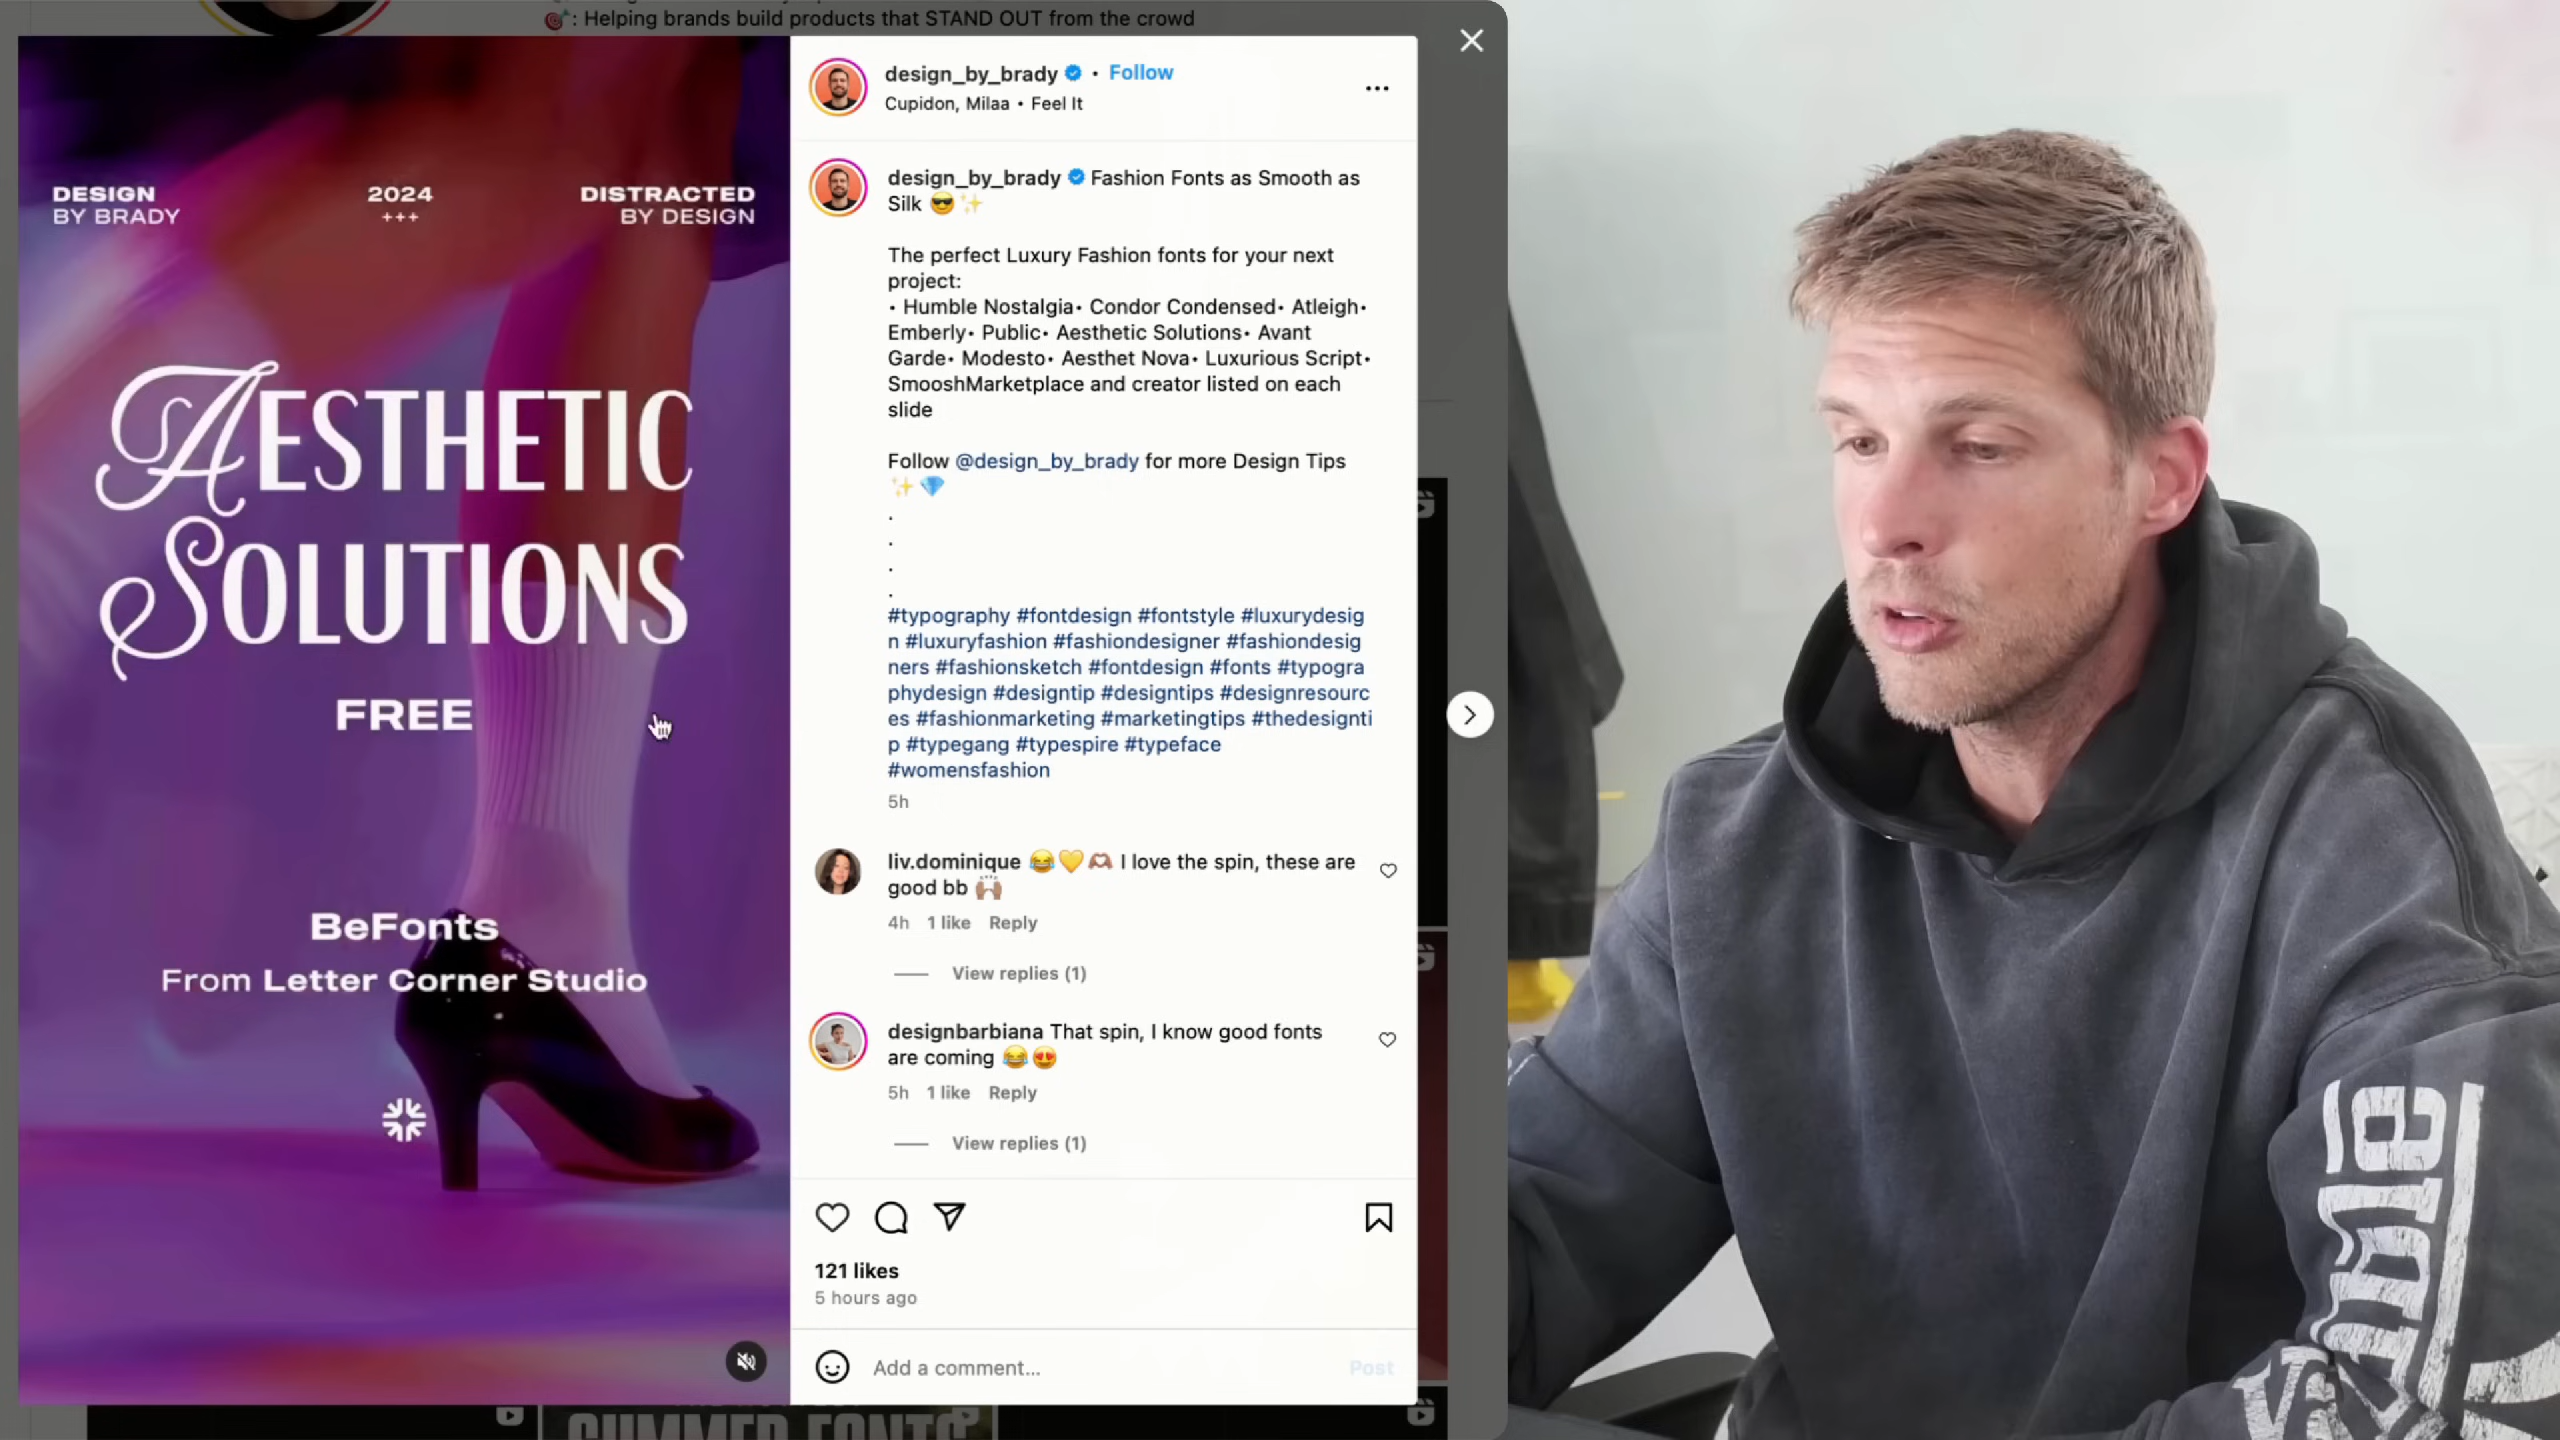 : Helping brands build products that STAND OUT from the crowd
DESIGN
BY BRADY
2024
+++
DISTRACTED
BY DESIGN
AESTHETIC
SOLUTIONS
FREE
BeFonts
From Letter Corner Studio
design_by_brady • Follow
Cupidon, Milaa • Feel It
design_by_brady Fashion Fonts as Smooth as
Silk 😎✨
The perfect Luxury Fashion fonts for your next
project:
• Humble Nostalgia• Condor Condensed• Atleigh•
Emberly• Public• Aesthetic Solutions• Avant
Garde• Modesto• Aesthet Nova• Luxurious Script•
SmooshMarketplace and creator listed on each
slide
Follow @design_by_brady for more Design Tips
✨💎
.
.
.
.
#typography #fontdesign #fontstyle #luxurydesig
n #luxuryfashion #fashiondesigner #fashiondesig
ners #fashionsketch #fontdesign #fonts #typogra
phydesign #designtip #designtips #designresourc
es #fashionmarketing #marketingtips #thedesignti
p #typegang #typespire #typeface
#womensfashion
5h
liv.dominique 😂💛🫶🏽 I love the spin, these are
good bb 🙌🏽
4h 1 like Reply
View replies (1)
designbarbiana That spin, I know good fonts
are coming 😂😍
5h 1 like Reply
View replies (1)
121 likes
5 hours ago
Add a comment...
Post
SUMMER FONTS